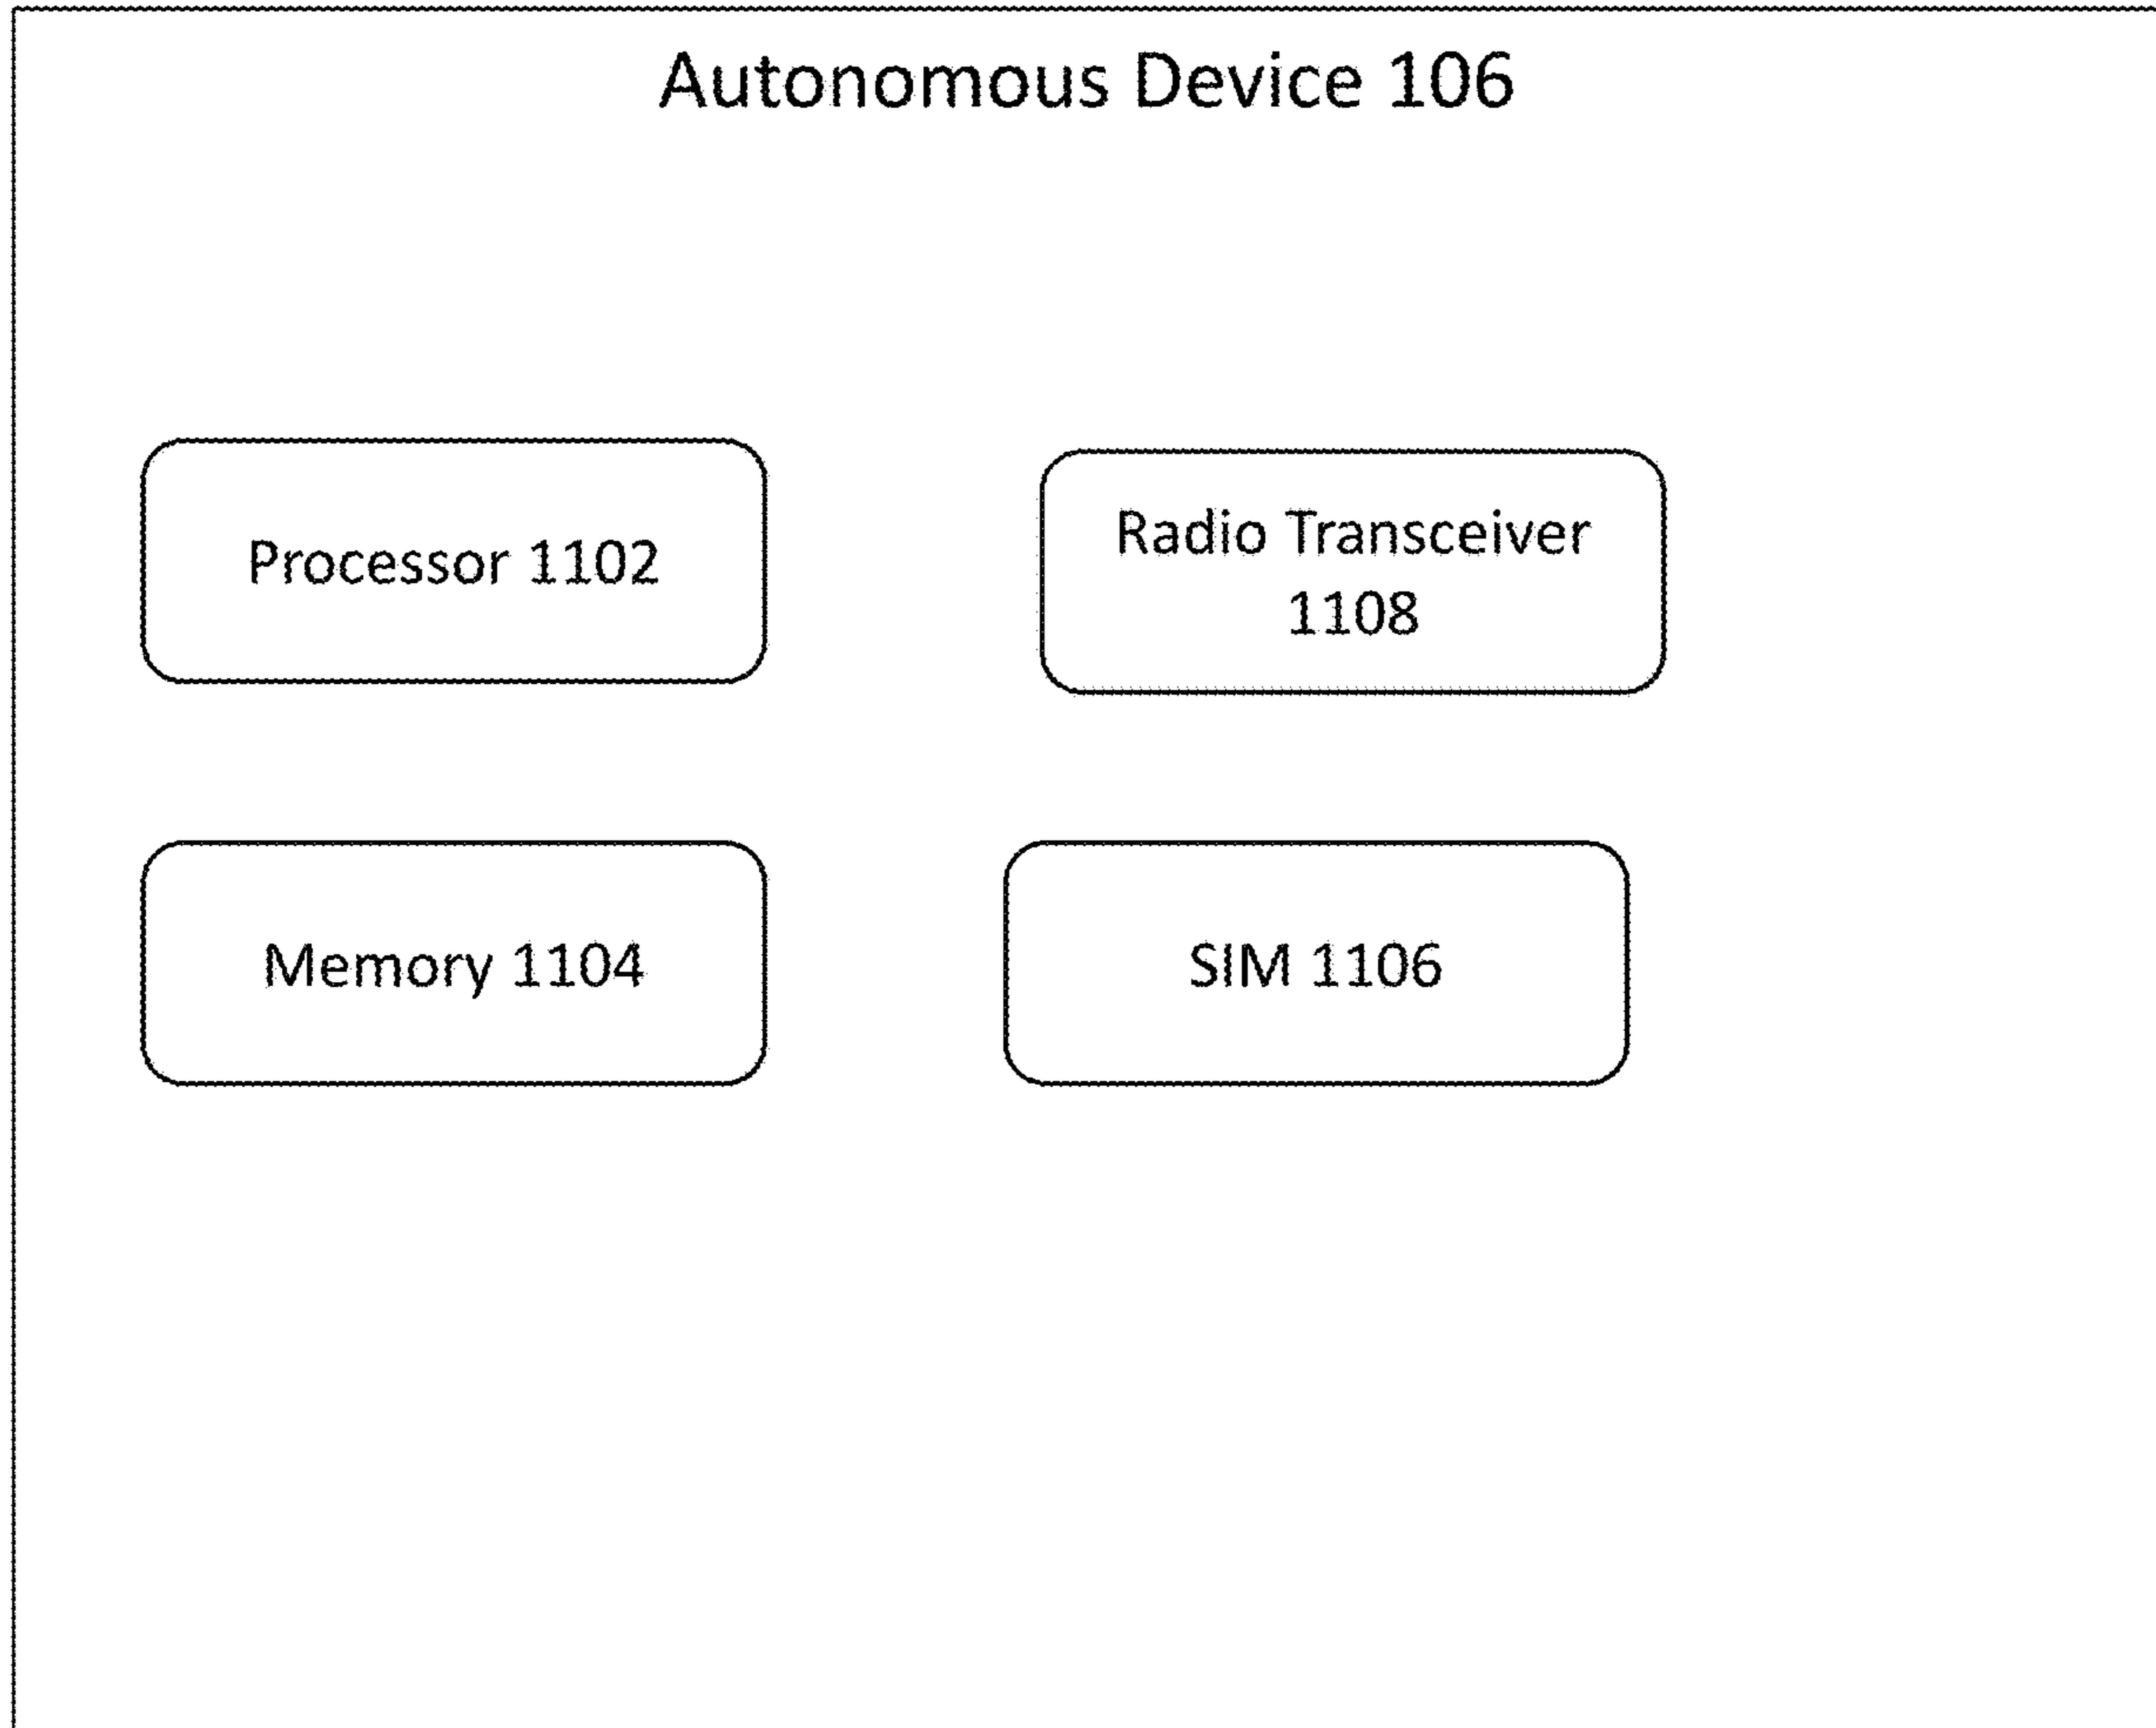 Autonomous Device 106
Processor 1102
Radio Transceiver
1108
Memory 1104
SIM 1106